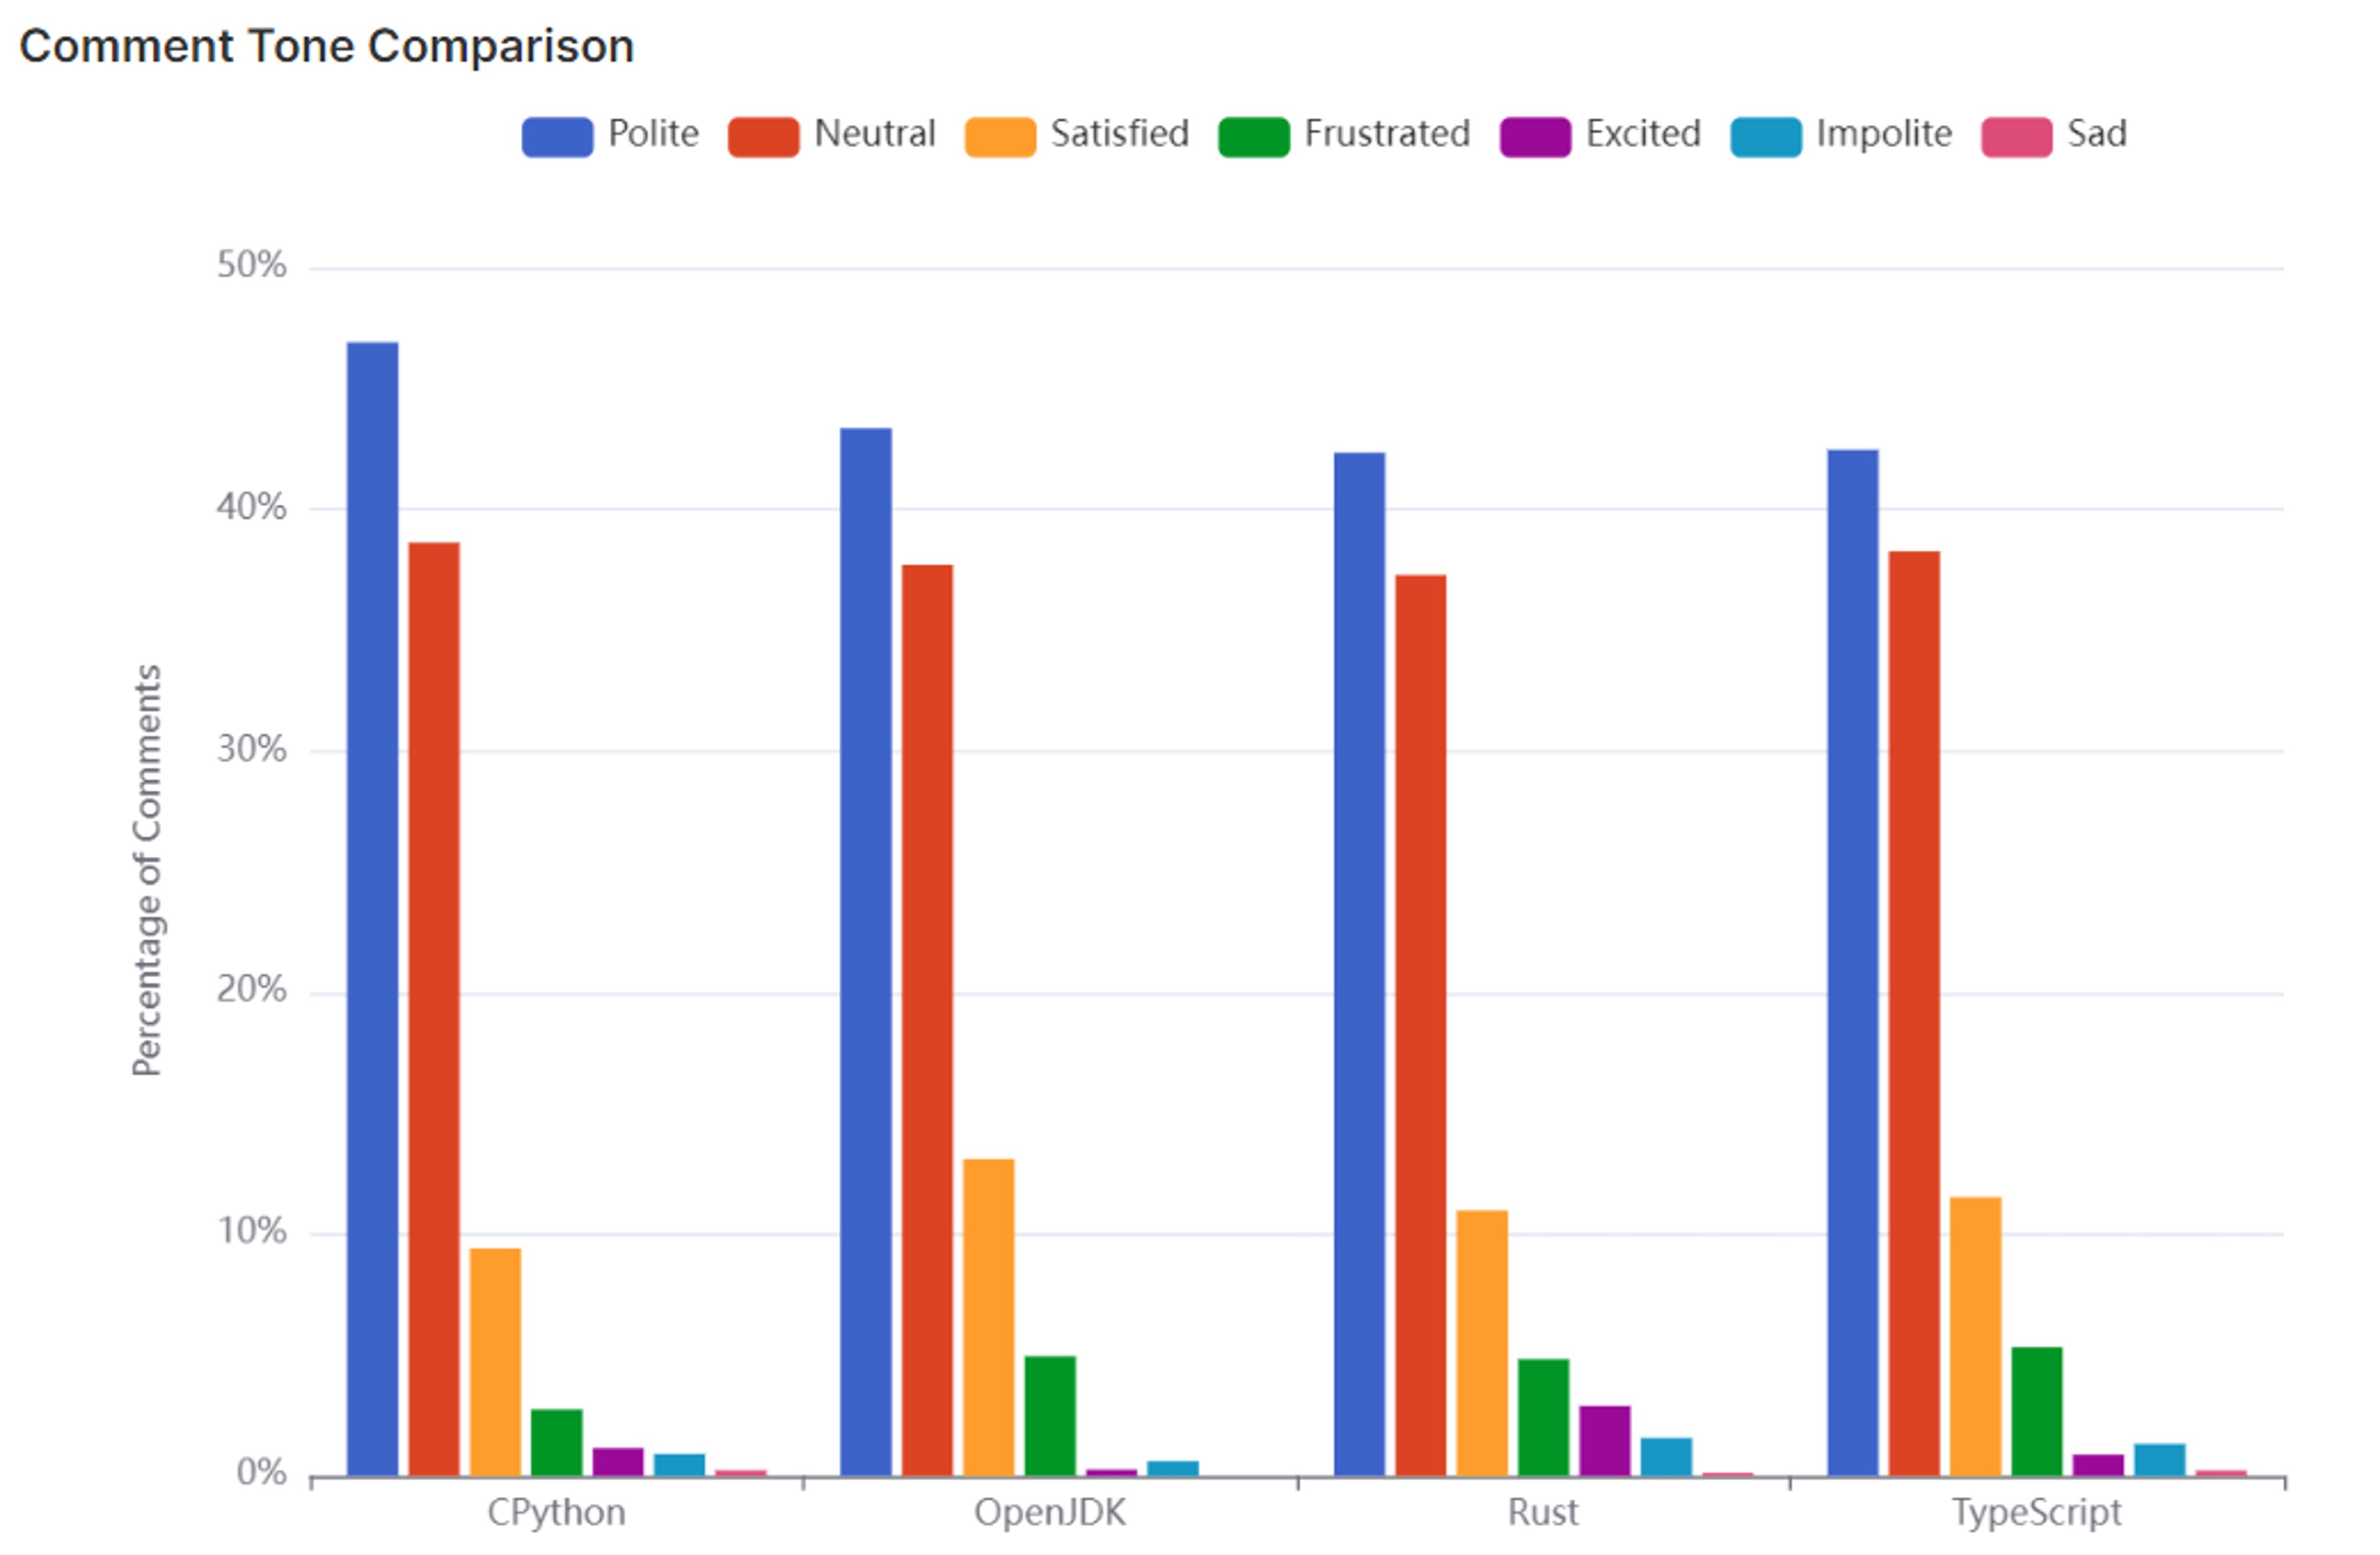 Comment Tone Comparison
Polite Neutral Satisfied Frustrated Excited Impolite Sad
50%
40%
30%
20%
10%
0%
Percentage of Comments
CPython OpenJDK Rust TypeScript